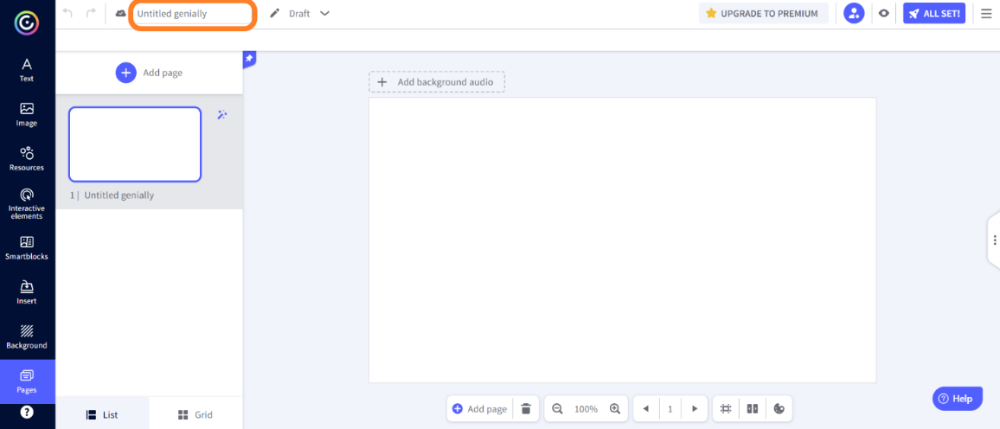 Untitled genially
Draft
UPGRADE TO PREMIUM
ALL SET!
Text
Image
Resources
Interactive
elements
Smartblocks
Insert
Background
Pages
?
Add page
1 | Untitled genially
List
Grid
Add background audio
Add page
100%
1
? Help